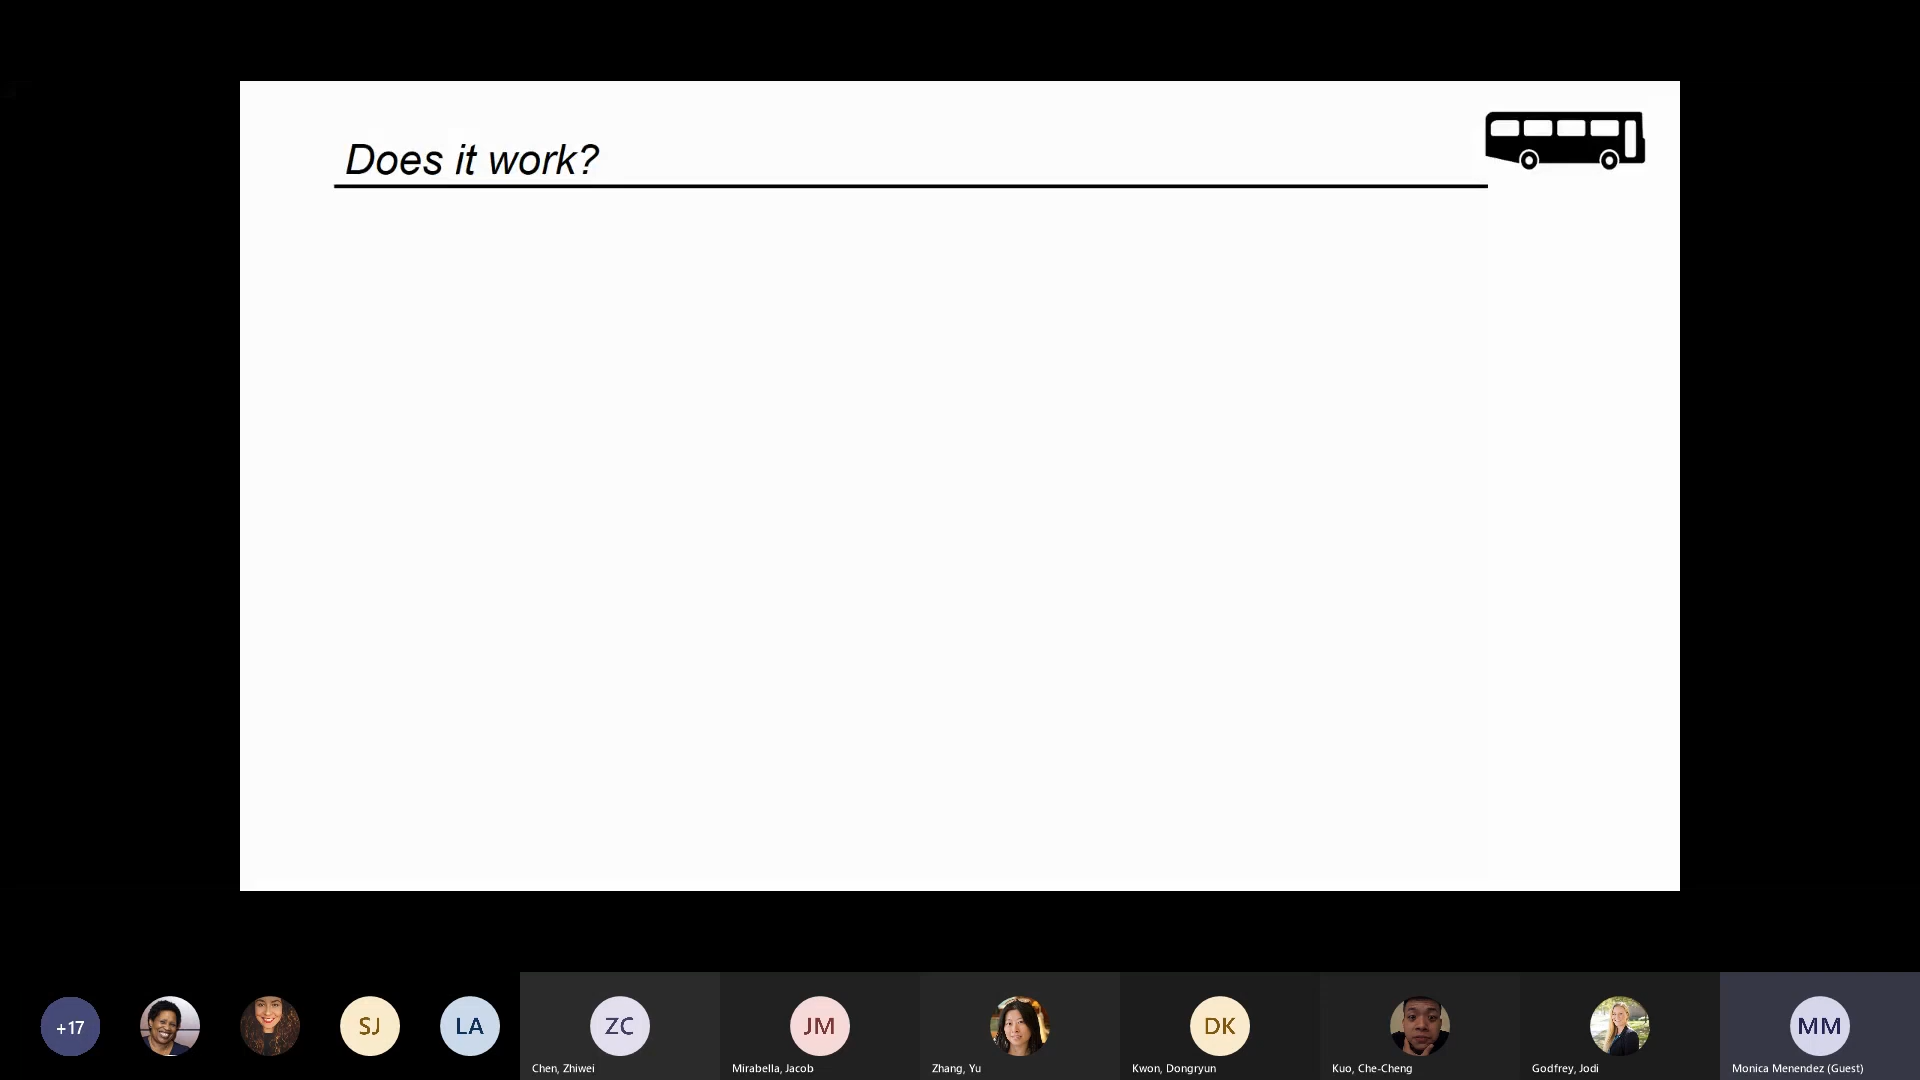 Does it work?
+17
SJ
LA
ZC
JM
DK
MM
Chen, Zhiwei
Mirabella, Jacob
Zhang, Yu
Kwon, Dongryun
Kuo, Che-Cheng
Godfrey, Jodi
Monica Menendez (Guest)